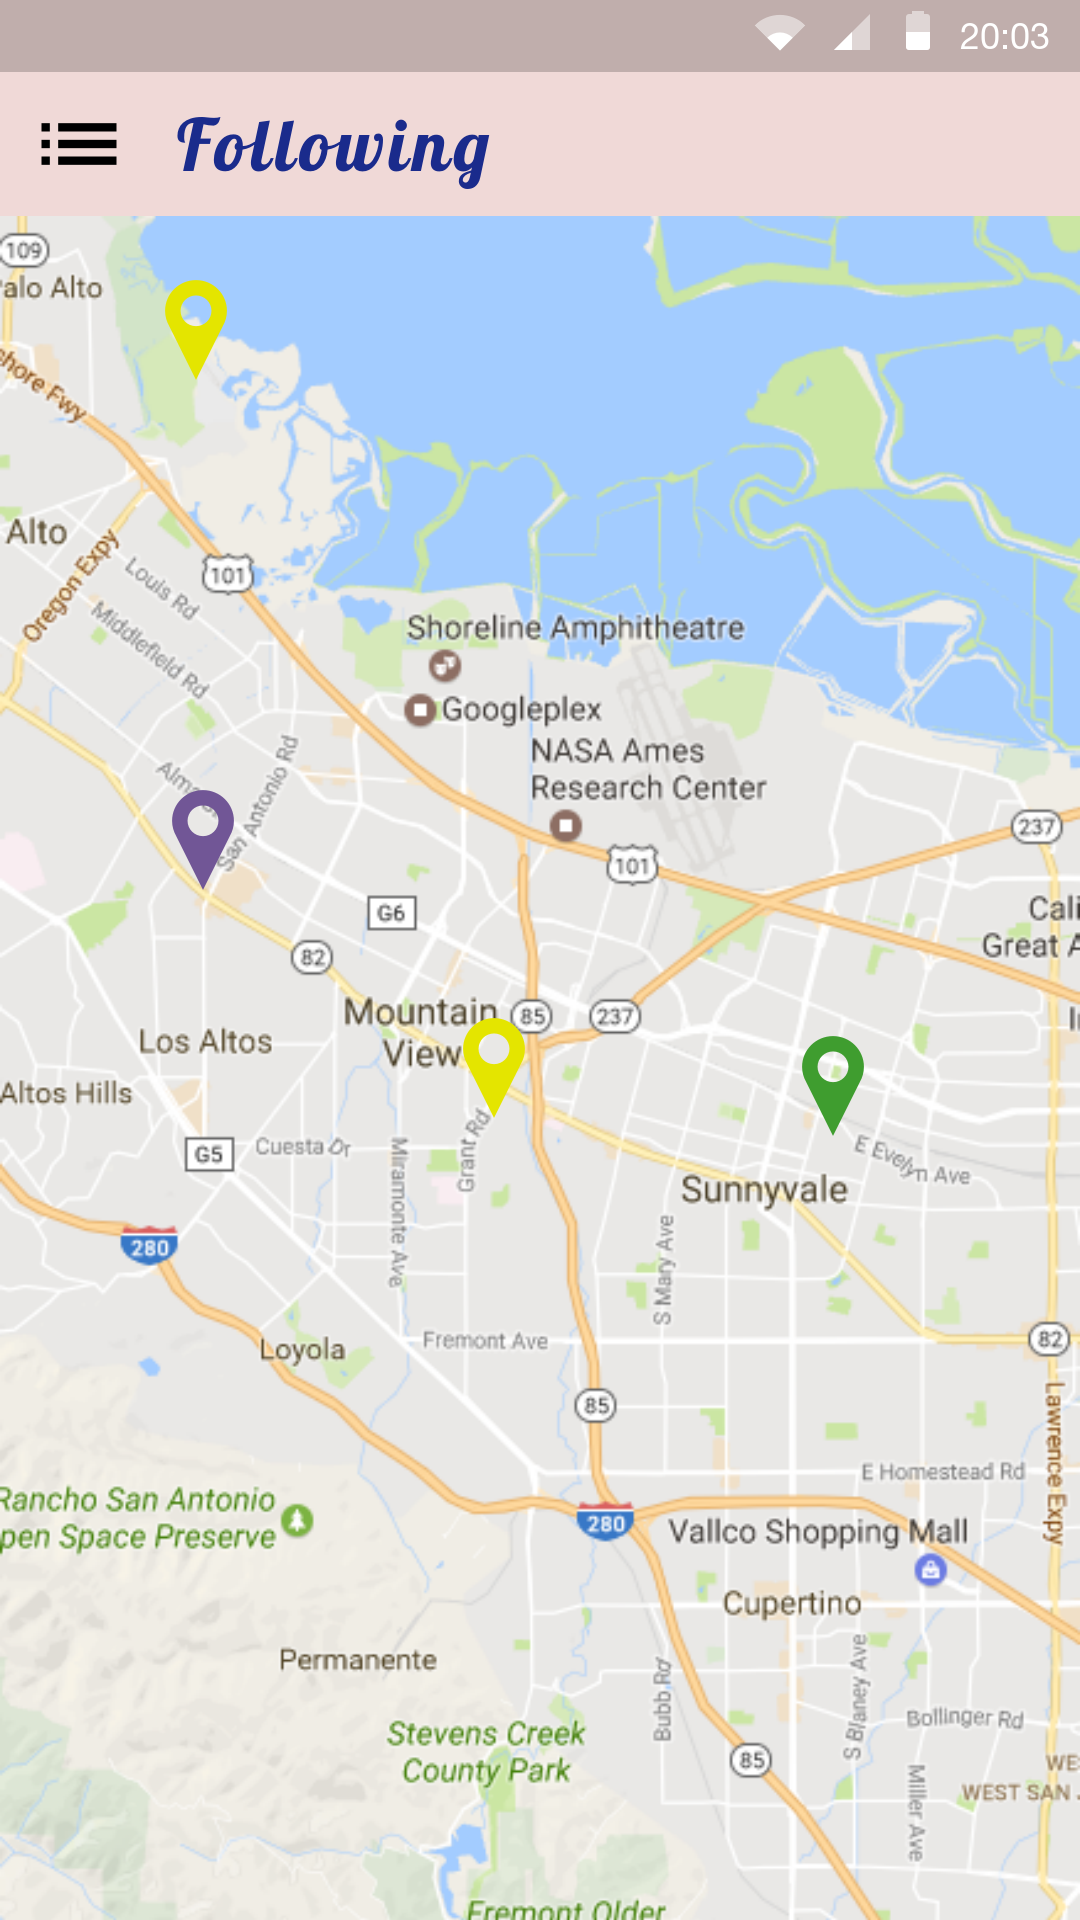 20:03
Following
109
alo Alto
shore Fwy
Alto
Oregon Expy
Louis Rd
101
Middlefield Rd
Shoreline Amphitheatre
Googleplex
NASA Ames
Research Center
San Antonio Rd
237
101
G6
Cali
Great A
82
Mountain
View
85
237
Los Altos
Altos Hills
G5
Cuesta Dr
Grant Rd
Miramonte Ave
E Evelyn Ave
Sunnyvale
280
S Mary Ave
Loyola
Fremont Ave
82
85
Lawrence Expy
E Homestead Rd
Rancho San Antonio
pen Space Preserve
280
Vallco Shopping Mall
Cupertino
Permanente
Bubb Rd
S Blaney Ave
Bollinger Rd
Stevens Creek
County Park
85
WE
WEST SAN
Miller Ave
Fremont Older